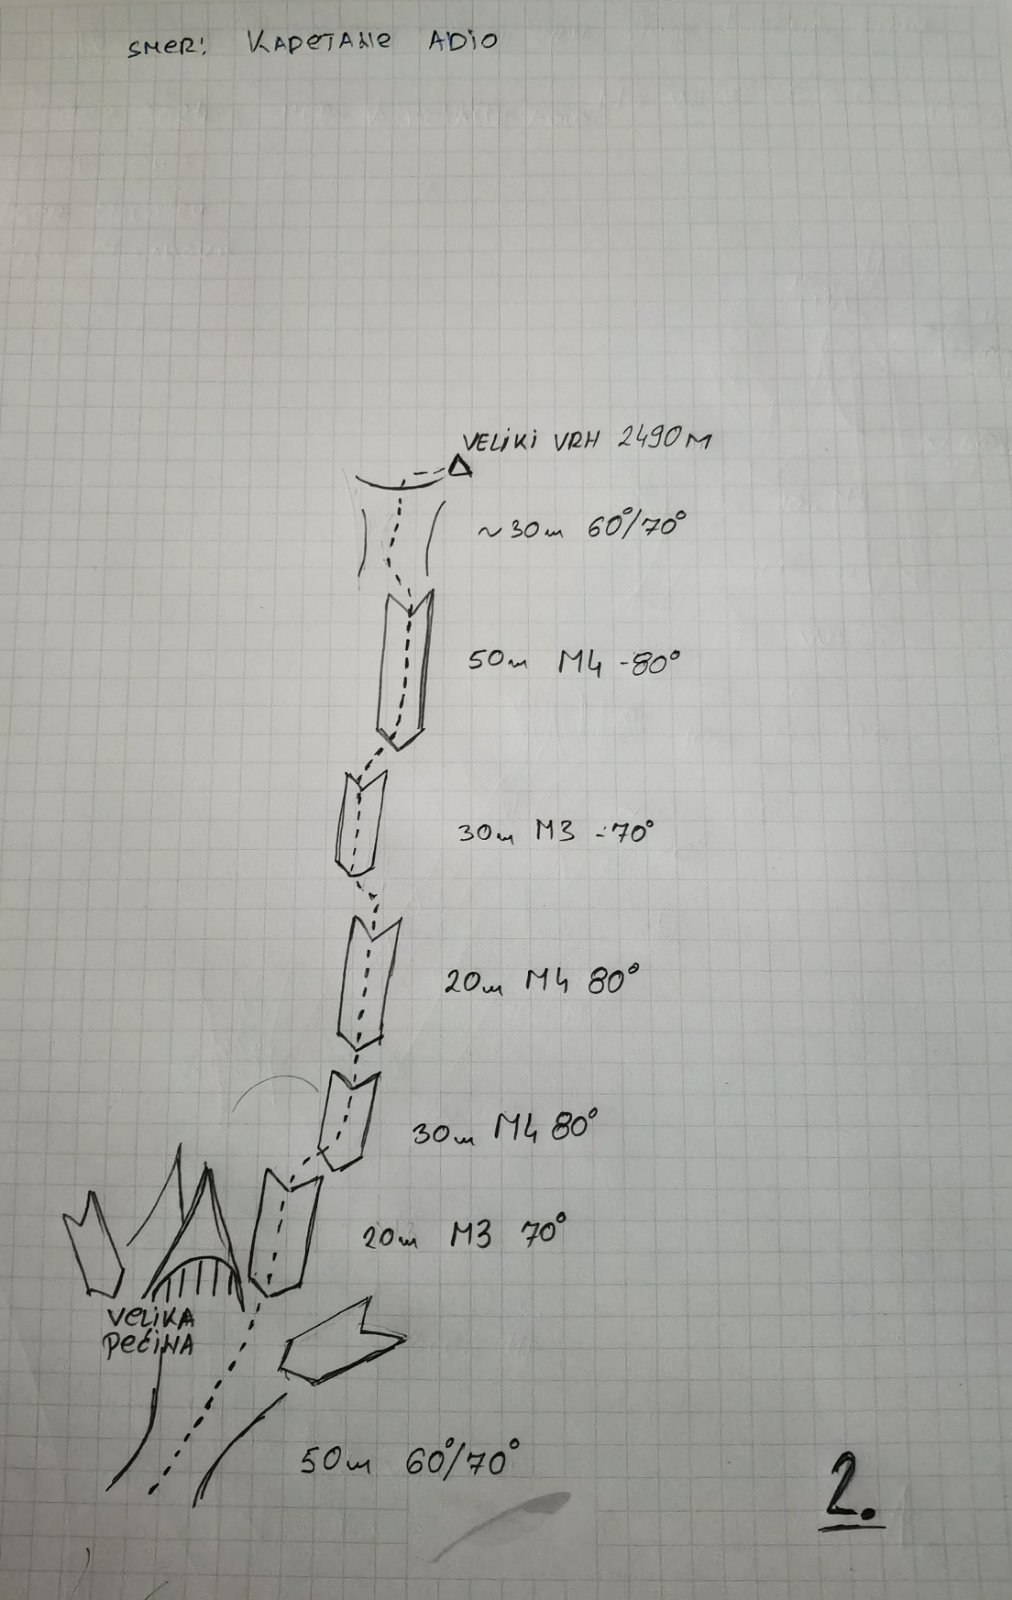 SMER: KAPETANE ADIO
VELIKI VRH 2490m
~30m 60°/70°
50m M4 -80°
30m M3 -70°
20m M4 80°
30m M4 80°
20m M3 70°
VELIKA
PEĆINA
50m 60°/70°
2.